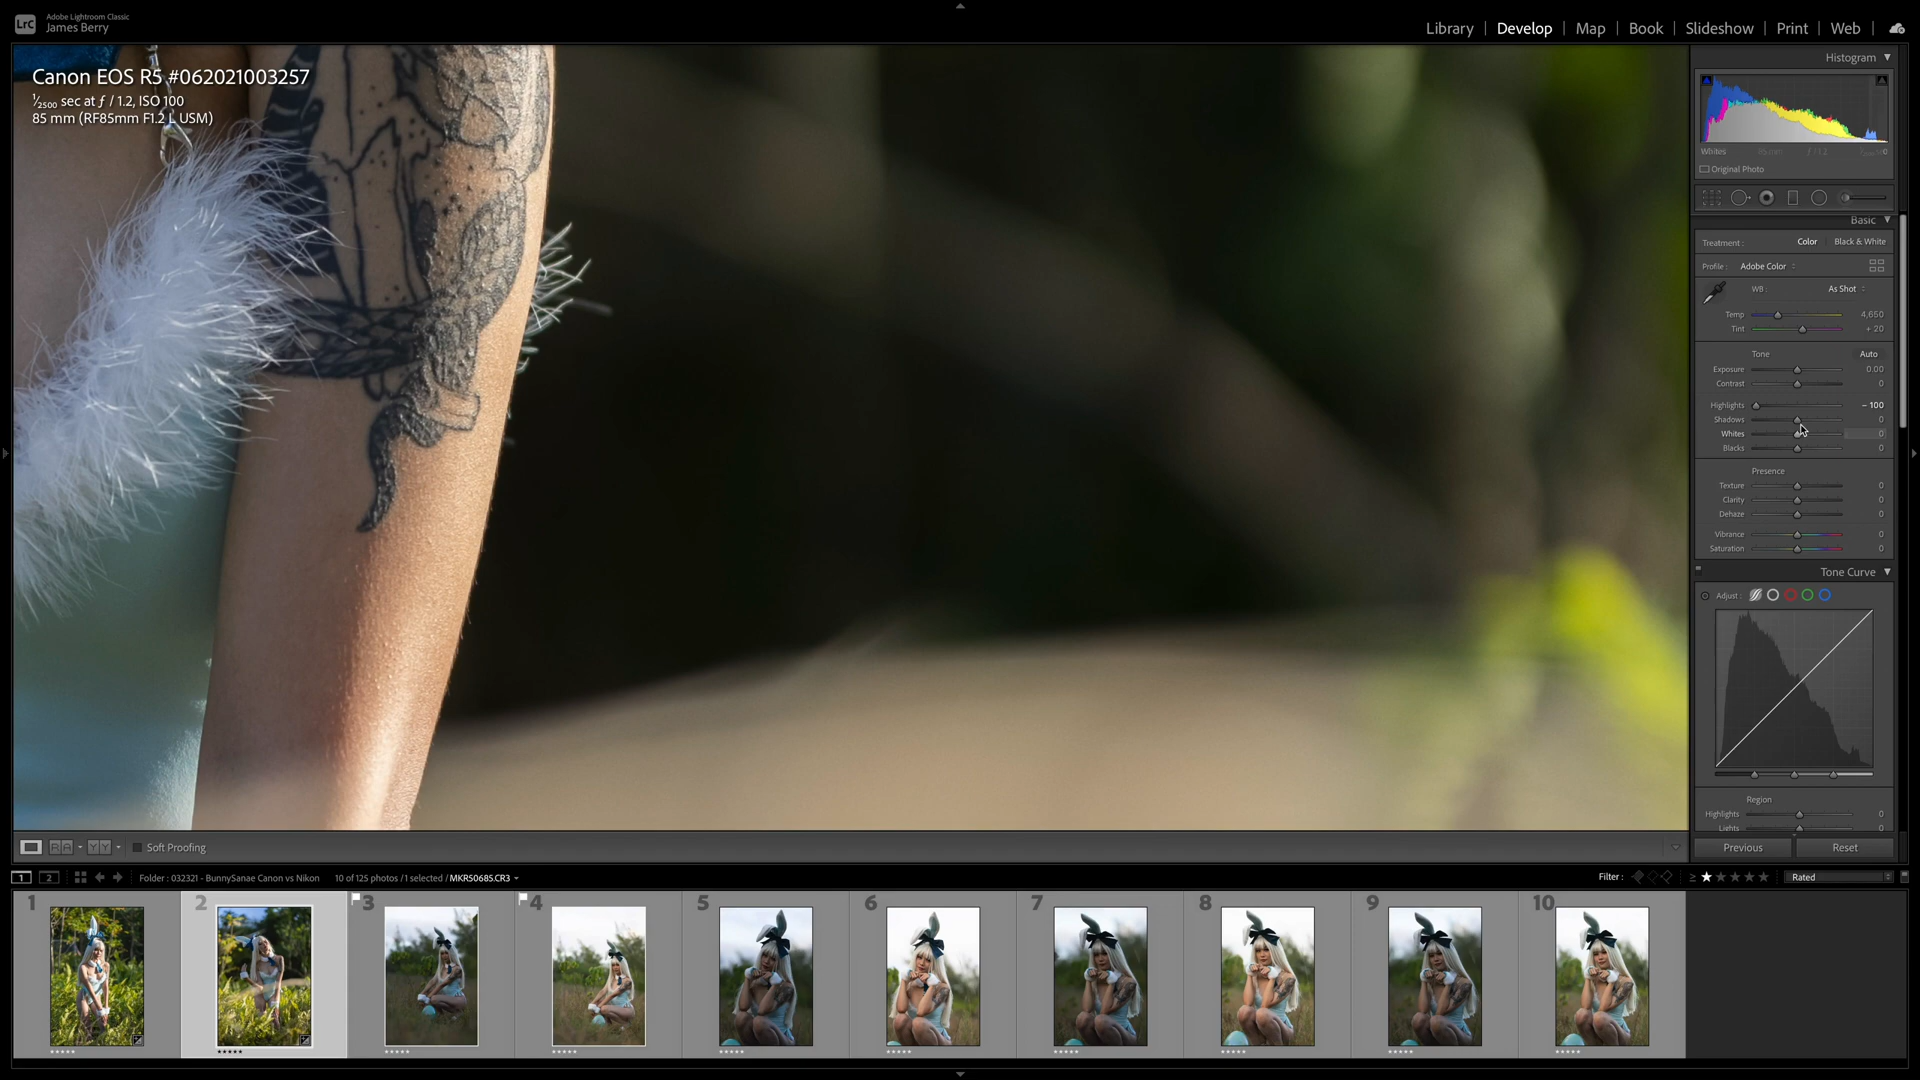 Lrc
Adobe Lightroom Classic
James Berry
Library
Develop
Map
Book
Slideshow
Print
Web
Canon EOS R5 #062021003257
1/2500 sec at ƒ / 1.2, ISO 100
85 mm (RF85mm F1.2 L USM)
Histogram
Whites 0
Original Photo
Basic
Treatment : Color Black & White
Profile : Adobe Color
WB : As Shot
Temp 4,650
Tint + 20
Tone Auto
Exposure 0.00
Contrast 0
Highlights – 100
Shadows 0
Whites 0
Blacks 0
Presence
Texture 0
Clarity 0
Dehaze 0
Vibrance 0
Saturation 0
Tone Curve
Adjust :
Region
Highlights 0
Lights 0
Previous Reset
R A Y Y Soft Proofing
1 2 Folder : 032321 - BunnySanae Canon vs Nikon 10 of 125 photos / 1 selected / MKR50685.CR3
Filter : ≥ ★★★★★ Rated
1 2 3 4 5 6 7 8 9 10